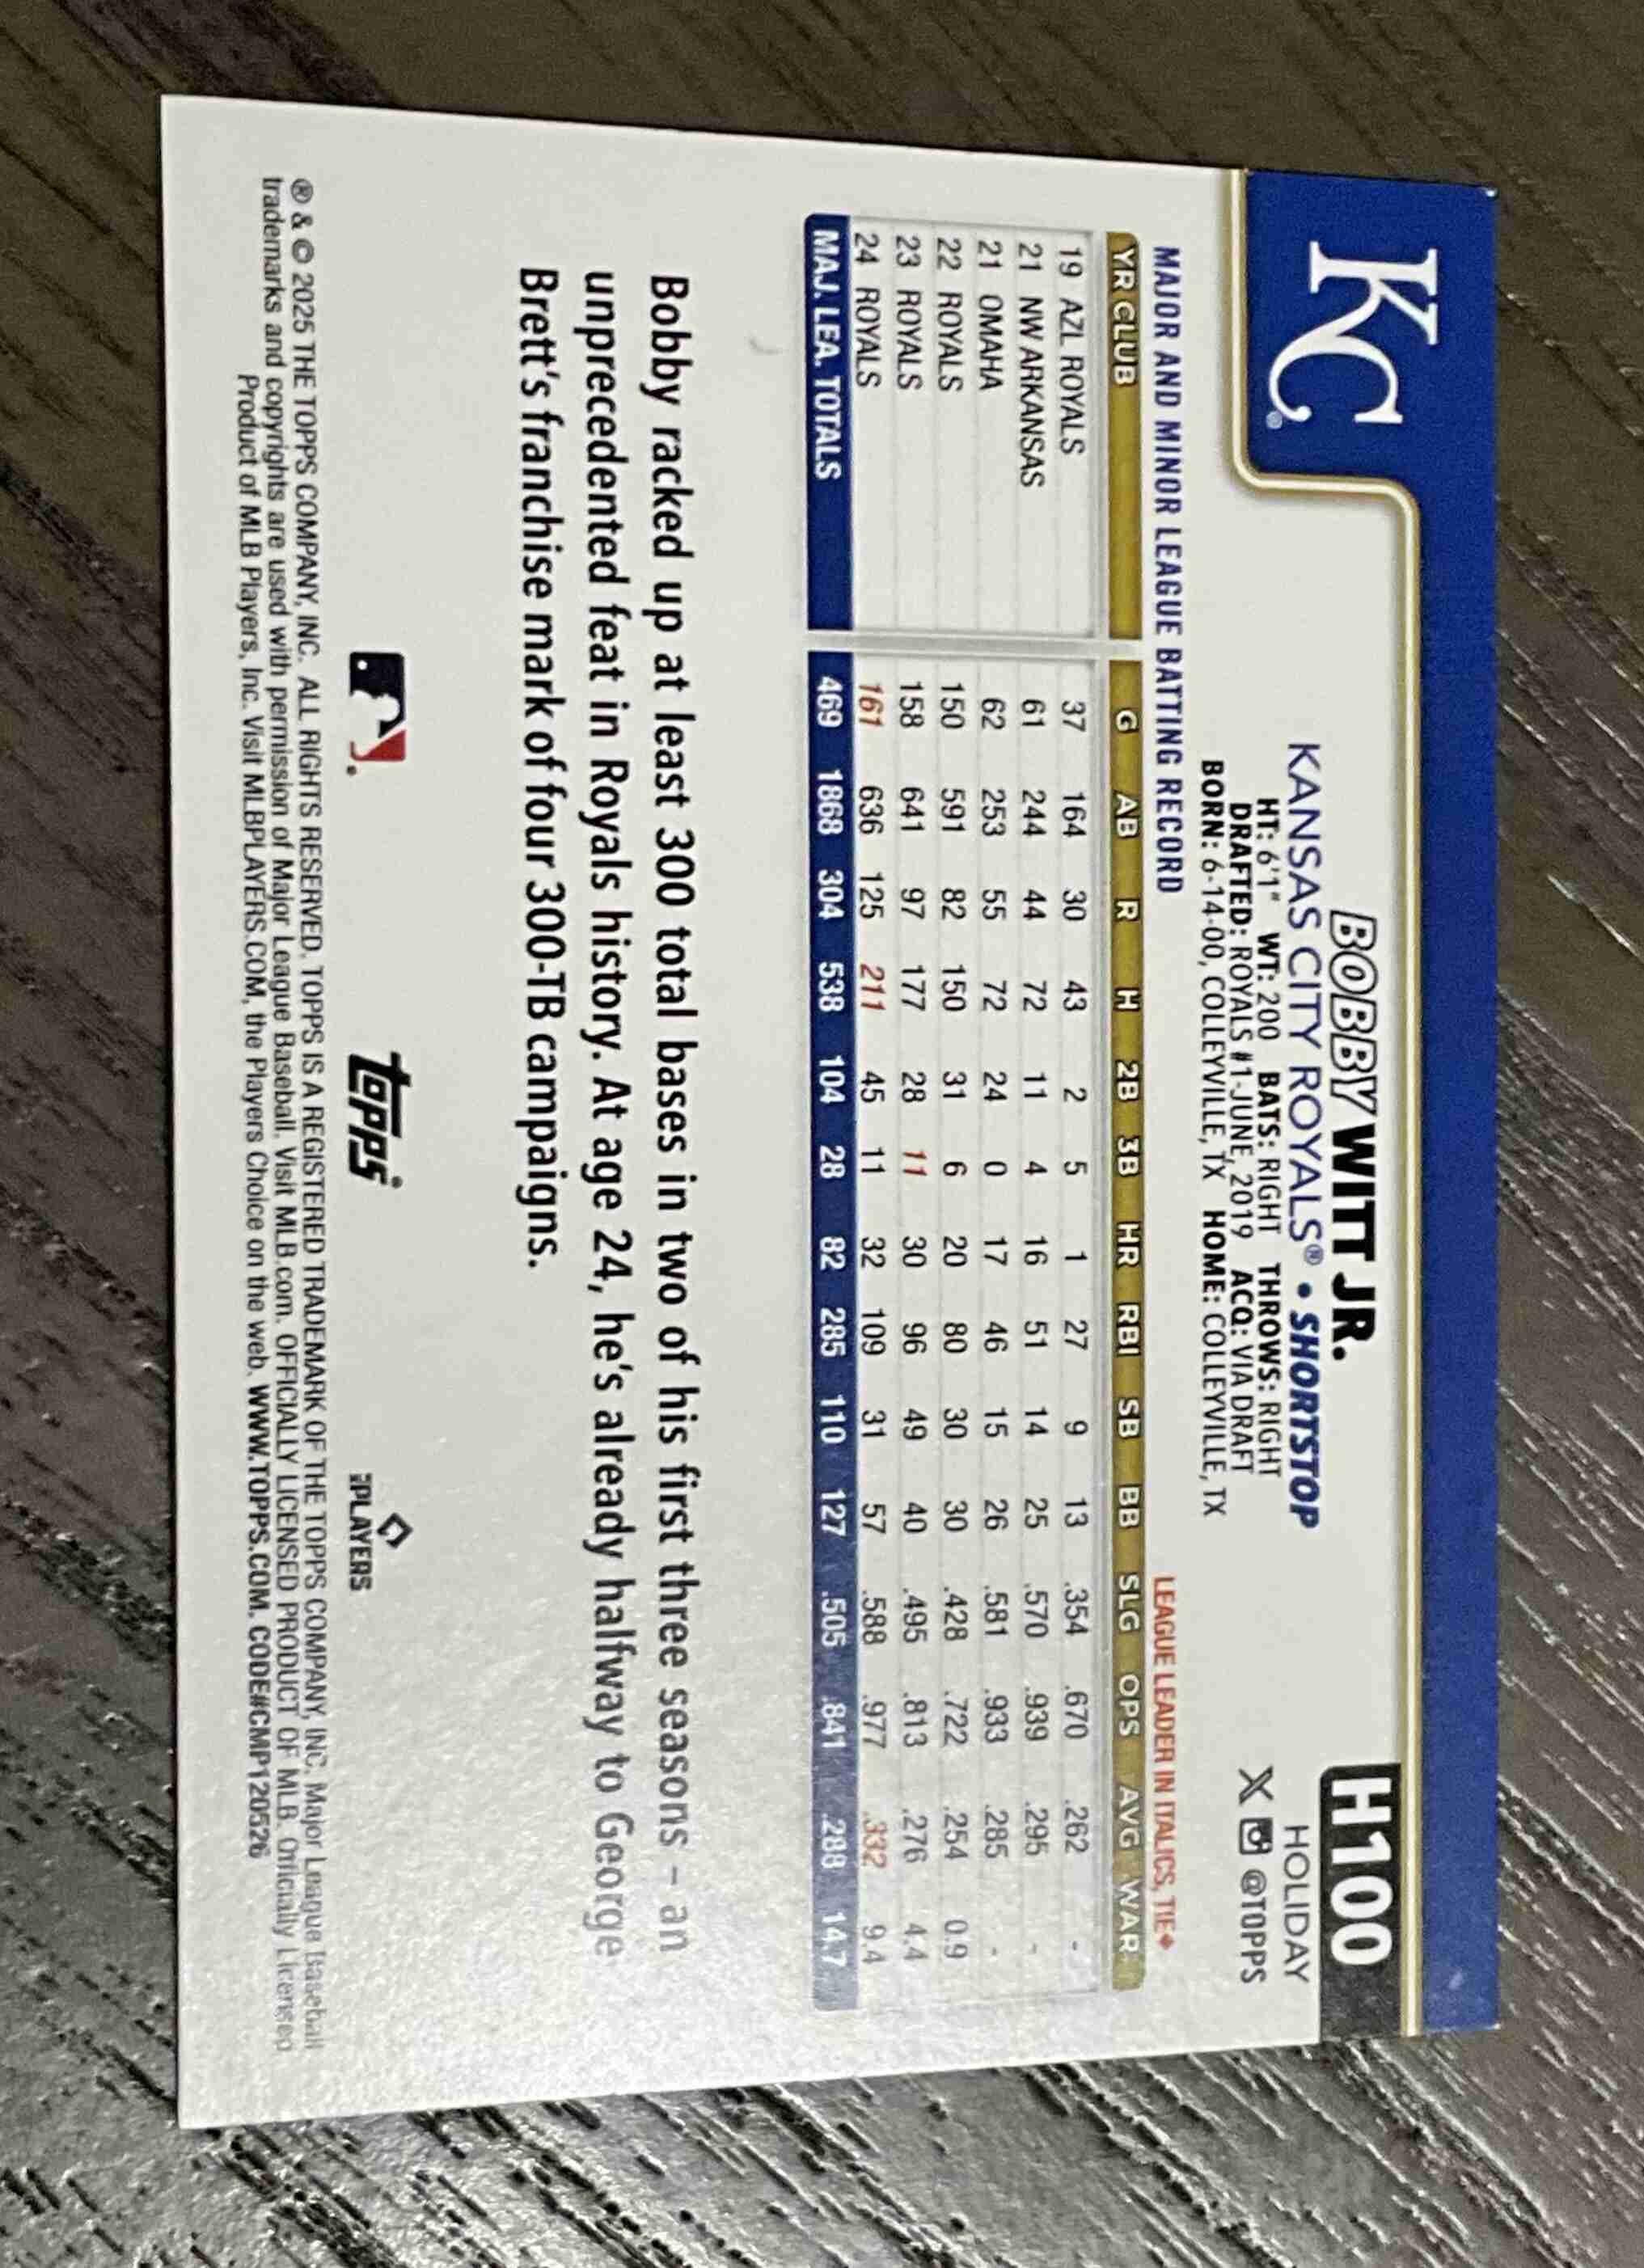 KC®
BOBBY WITT JR.
KANSAS CITY ROYALS® • SHORTSTOP
HT: 6'1" WT: 200 BATS: RIGHT THROWS: RIGHT
DRAFTED: ROYALS #1-JUNE, 2019 ACQ: VIA DRAFT
BORN: 6-14-00, COLLEYVILLE, TX HOME: COLLEYVILLE, TX
H100
HOLIDAY
X @TOPPS
MAJOR AND MINOR LEAGUE BATTING RECORD LEAGUE LEADER IN ITALICS, TIE♦
YR CLUB G AB R H 2B 3B HR RBI SB BB SLG OPS AVG WAR
19 AZL ROYALS 37 164 30 43 2 5 1 27 9 13 .354 .670 .262 -
21 NW ARKANSAS 61 244 44 72 11 4 16 51 14 25 .570 .939 .295 -
21 OMAHA 62 253 55 72 24 0 17 46 15 26 .581 .933 .285 -
22 ROYALS 150 591 82 150 31 6 20 80 30 30 .428 .722 .254 0.9
23 ROYALS 158 641 97 177 28 11 30 96 49 40 .495 .813 .276 4.4
24 ROYALS 161 636 125 211 45 11 32 109 31 57 .588 .977 .332 9.4
MAJ. LEA. TOTALS 469 1868 304 538 104 28 82 285 110 127 .505 .841 .288 14.7
Bobby racked up at least 300 total bases in two of his first three seasons – an
unprecedented feat in Royals history. At age 24, he's already halfway to George
Brett's franchise mark of four 300-TB campaigns.
topps®
PLAYERS
® & © 2025 THE TOPPS COMPANY, INC. ALL RIGHTS RESERVED. TOPPS IS A REGISTERED TRADEMARK OF THE TOPPS COMPANY, INC. Major League Baseball
trademarks and copyrights are used with permission of Major League Baseball. Visit MLB.com. OFFICIALLY LICENSED PRODUCT OF MLB. Officially Licensed
Product of MLB Players, Inc. Visit MLBPLAYERS.COM, the Players Choice on the web. WWW.TOPPS.COM. CODE#CMP120526